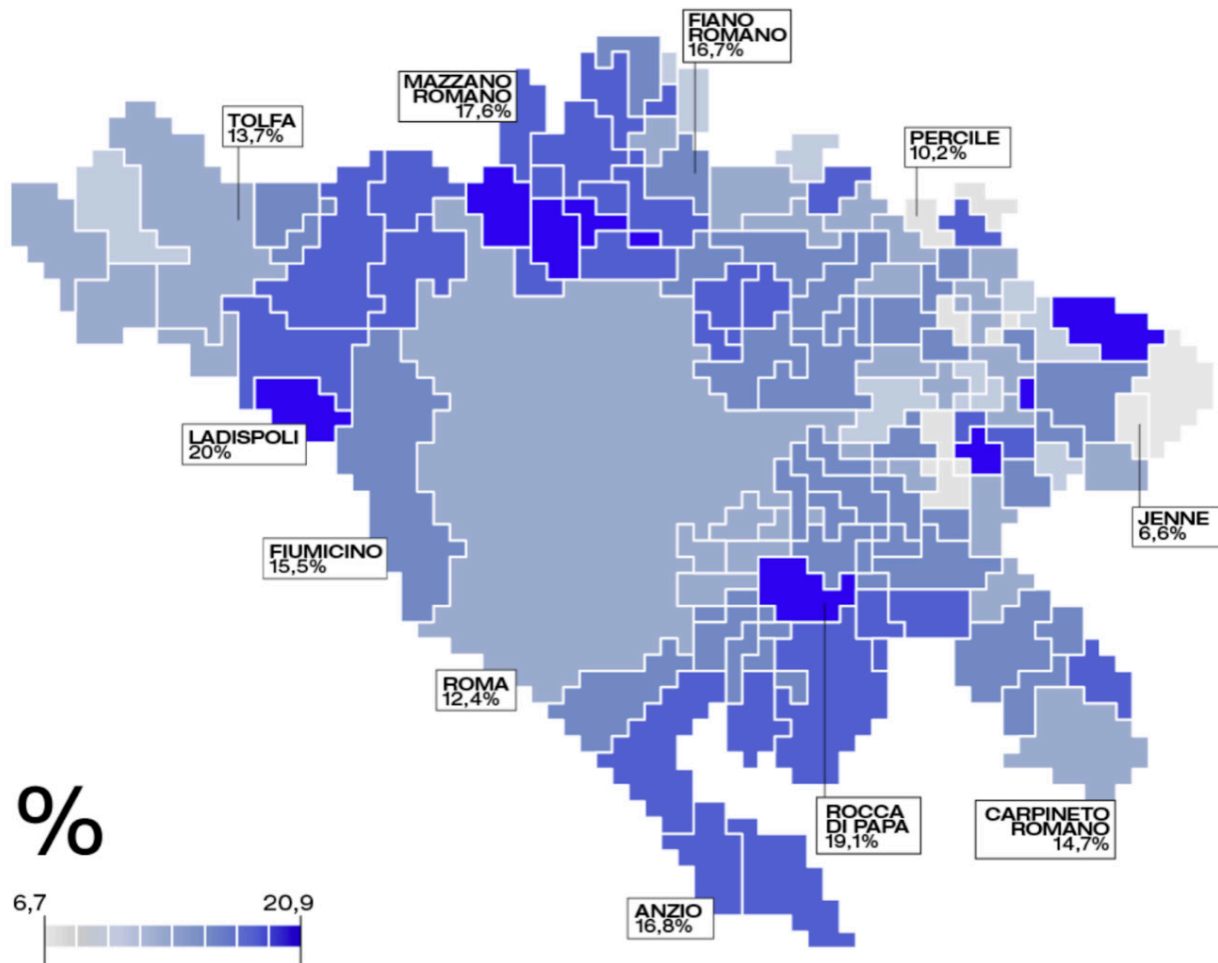 FIANO
ROMANO
16,7%
MAZZANO
ROMANO
17,6%
TOLFA
13,7%
PERCILE
10,2%
LADISPOLI
20%
JENNE
6,6%
FIUMICINO
15,5%
ROMA
12,4%
ROCCA
DI PAPA
19,1%
CARPINETO
ROMANO
14,7%
ANZIO
16,8%
%
6,7
20,9